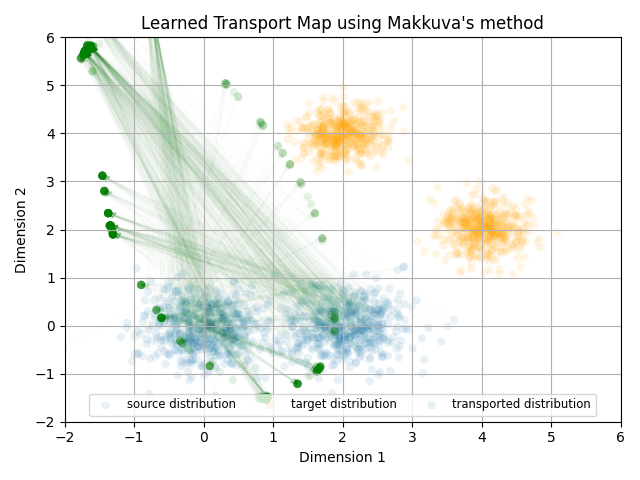 Learned Transport Map using Makkuva's method
Dimension 2
6
5
4
3
2
1
0
−1
−2
source distribution target distribution transported distribution
−2 −1 0 1 2 3 4 5 6
Dimension 1